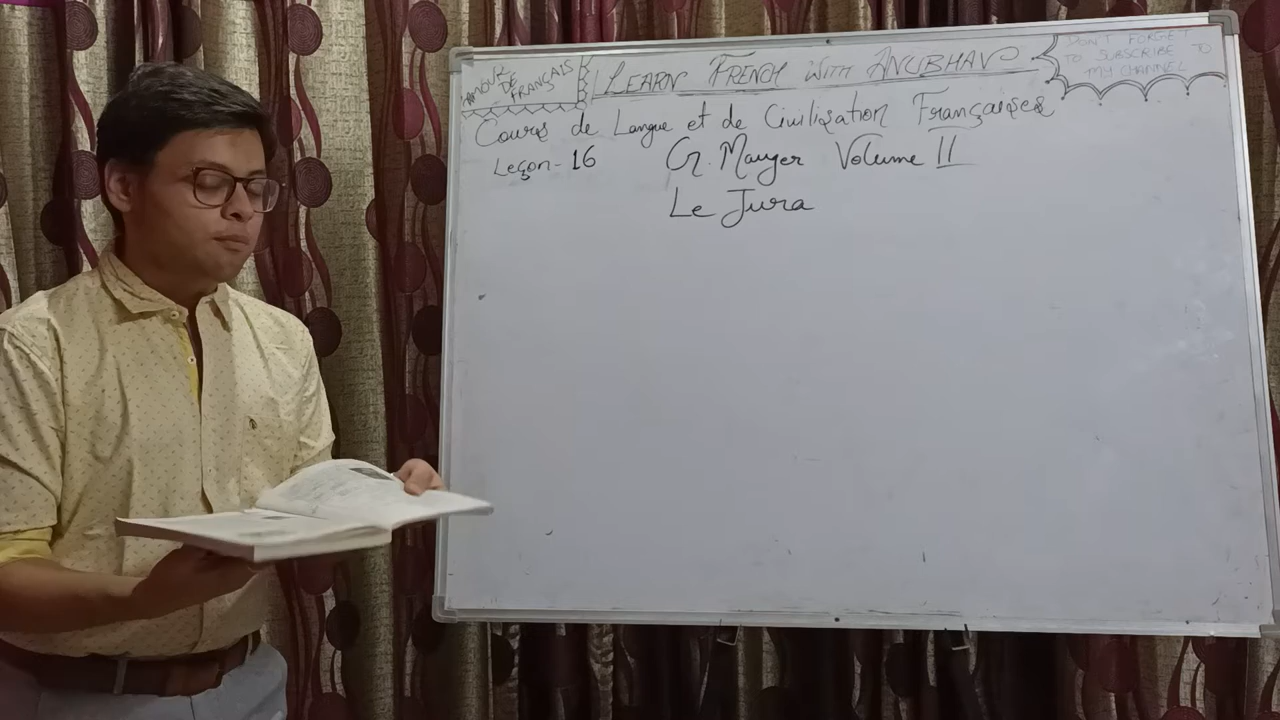 AMOUR
DE
FRANÇAIS
LEARN FRENCH WITH ANUBHAV
DON'T FORGET
TO SUBSCRIBE TO
MY CHANNEL
Cours de Langue et de Civilization Françaises
Leçon - 16
G. Mauger Volume II
Le Jura